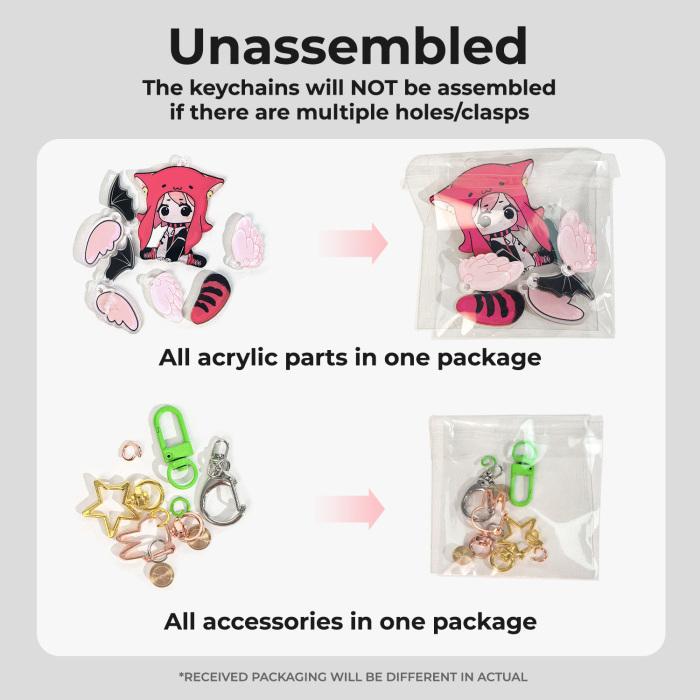 Unassembled
The keychains will NOT be assembled
if there are multiple holes/clasps
All acrylic parts in one package
All accessories in one package
*RECEIVED PACKAGING WILL BE DIFFERENT IN ACTUAL